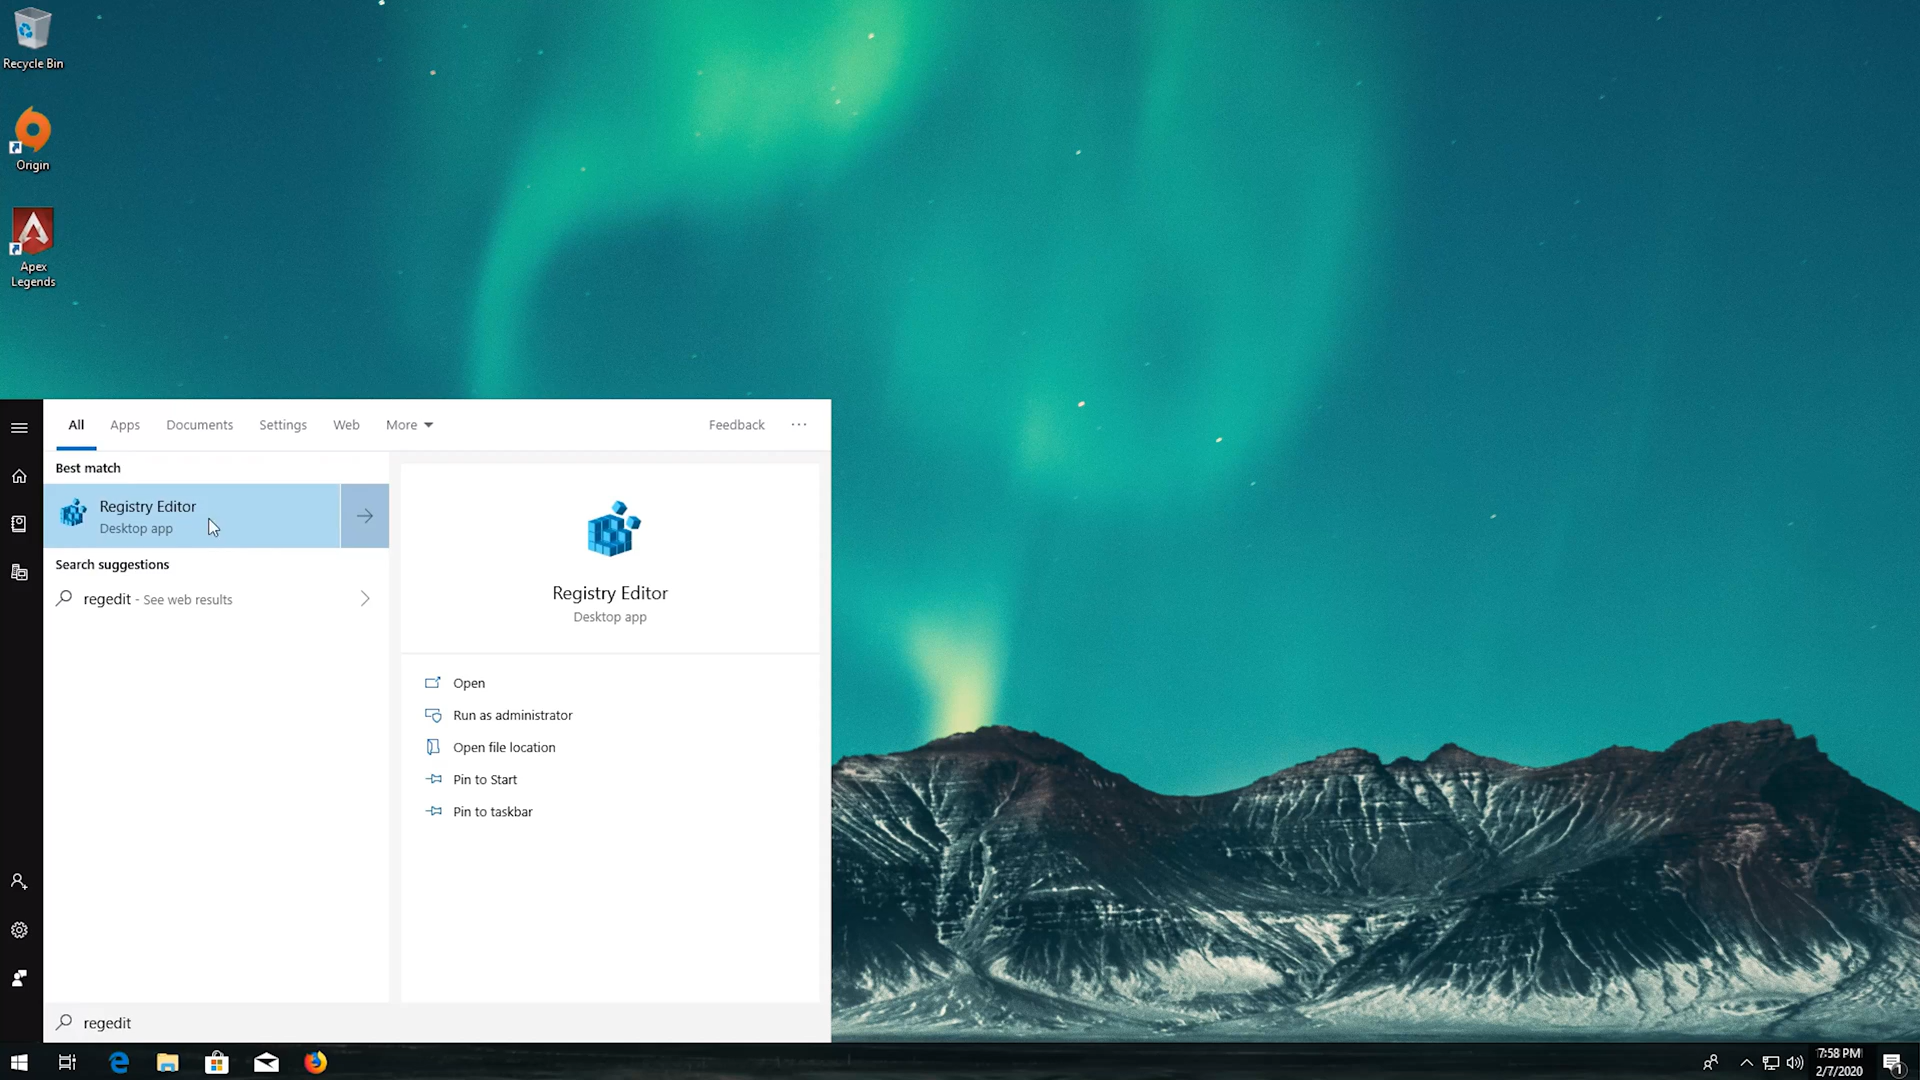 Recycle Bin
Origin
Apex
Legends
All
Apps
Documents
Settings
Web
More
Feedback
Best match
Registry Editor
Desktop app
Search suggestions
regedit - See web results
Registry Editor
Desktop app
Open
Run as administrator
Open file location
Pin to Start
Pin to taskbar
regedit
7:58 PM
2/7/2020
1